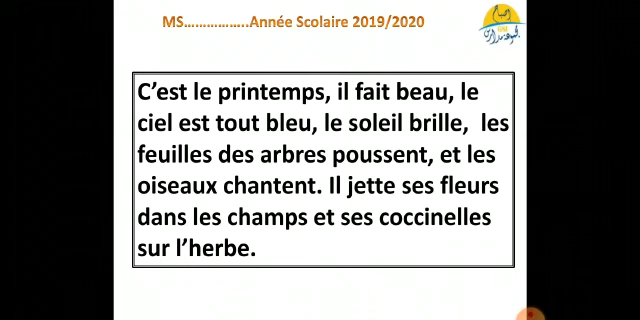 MS……………..Année Scolaire 2019/2020
C’est le printemps, il fait beau, le
ciel est tout bleu, le soleil brille,  les
feuilles des arbres poussent, et les
oiseaux chantent. Il jette ses fleurs
dans les champs et ses coccinelles
sur l’herbe.